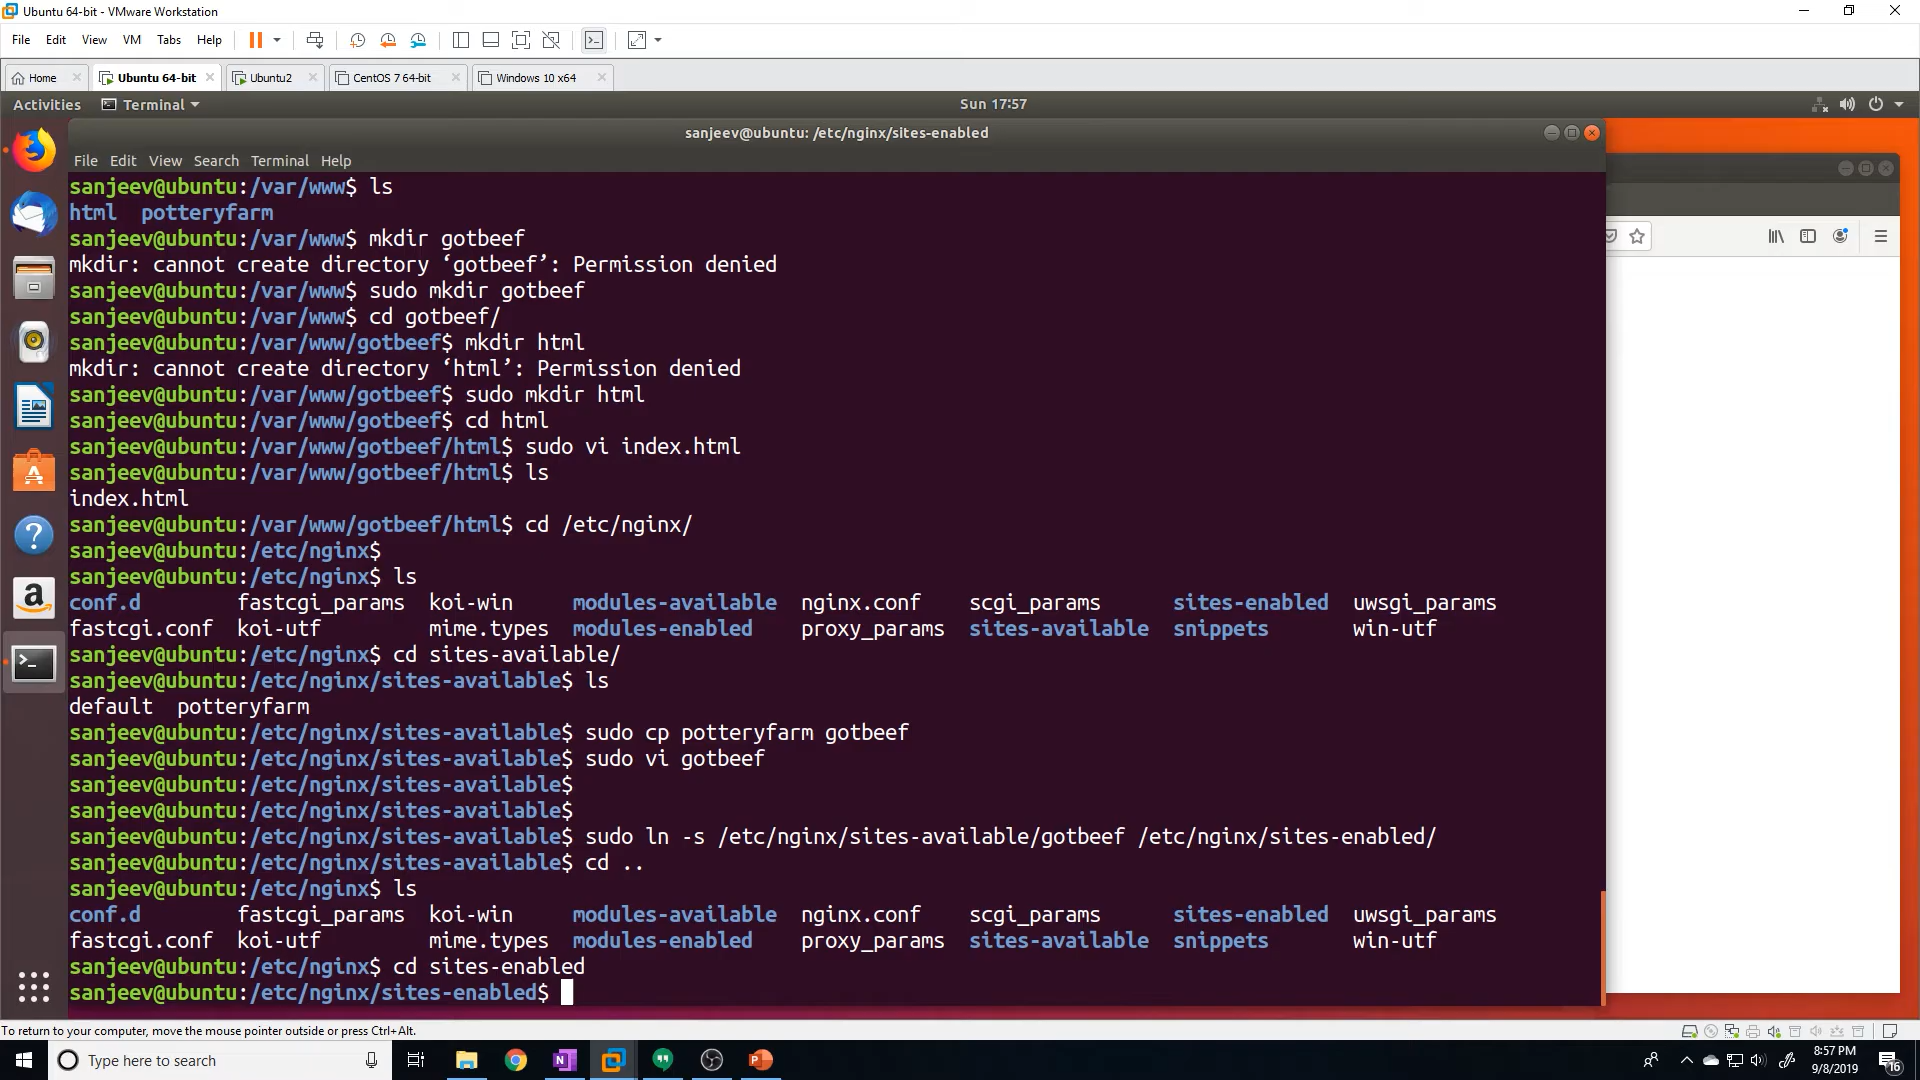 Ubuntu 64-bit - VMware Workstation
File Edit View VM Tabs Help
Home Ubuntu 64-bit Ubuntu2 CentOS 7 64-bit Windows 10 x64
Activities Terminal Sun 17:57
sanjeev@ubuntu: /etc/nginx/sites-enabled
File Edit View Search Terminal Help
sanjeev@ubuntu:/var/www$ ls
html potteryfarm
sanjeev@ubuntu:/var/www$ mkdir gotbeef
mkdir: cannot create directory ‘gotbeef’: Permission denied
sanjeev@ubuntu:/var/www$ sudo mkdir gotbeef
sanjeev@ubuntu:/var/www$ cd gotbeef/
sanjeev@ubuntu:/var/www/gotbeef$ mkdir html
mkdir: cannot create directory ‘html’: Permission denied
sanjeev@ubuntu:/var/www/gotbeef$ sudo mkdir html
sanjeev@ubuntu:/var/www/gotbeef$ cd html
sanjeev@ubuntu:/var/www/gotbeef/html$ sudo vi index.html
sanjeev@ubuntu:/var/www/gotbeef/html$ ls
index.html
sanjeev@ubuntu:/var/www/gotbeef/html$ cd /etc/nginx/
sanjeev@ubuntu:/etc/nginx$
sanjeev@ubuntu:/etc/nginx$ ls
conf.d fastcgi_params koi-win modules-available nginx.conf scgi_params sites-enabled uwsgi_params
fastcgi.conf koi-utf mime.types modules-enabled proxy_params sites-available snippets win-utf
sanjeev@ubuntu:/etc/nginx$ cd sites-available/
sanjeev@ubuntu:/etc/nginx/sites-available$ ls
default potteryfarm
sanjeev@ubuntu:/etc/nginx/sites-available$ sudo cp potteryfarm gotbeef
sanjeev@ubuntu:/etc/nginx/sites-available$ sudo vi gotbeef
sanjeev@ubuntu:/etc/nginx/sites-available$
sanjeev@ubuntu:/etc/nginx/sites-available$
sanjeev@ubuntu:/etc/nginx/sites-available$ sudo ln -s /etc/nginx/sites-available/gotbeef /etc/nginx/sites-enabled/
sanjeev@ubuntu:/etc/nginx/sites-available$ cd ..
sanjeev@ubuntu:/etc/nginx$ ls
conf.d fastcgi_params koi-win modules-available nginx.conf scgi_params sites-enabled uwsgi_params
fastcgi.conf koi-utf mime.types modules-enabled proxy_params sites-available snippets win-utf
sanjeev@ubuntu:/etc/nginx$ cd sites-enabled
sanjeev@ubuntu:/etc/nginx/sites-enabled$
To return to your computer, move the mouse pointer outside or press Ctrl+Alt.
Type here to search
8:57 PM
9/8/2019
16